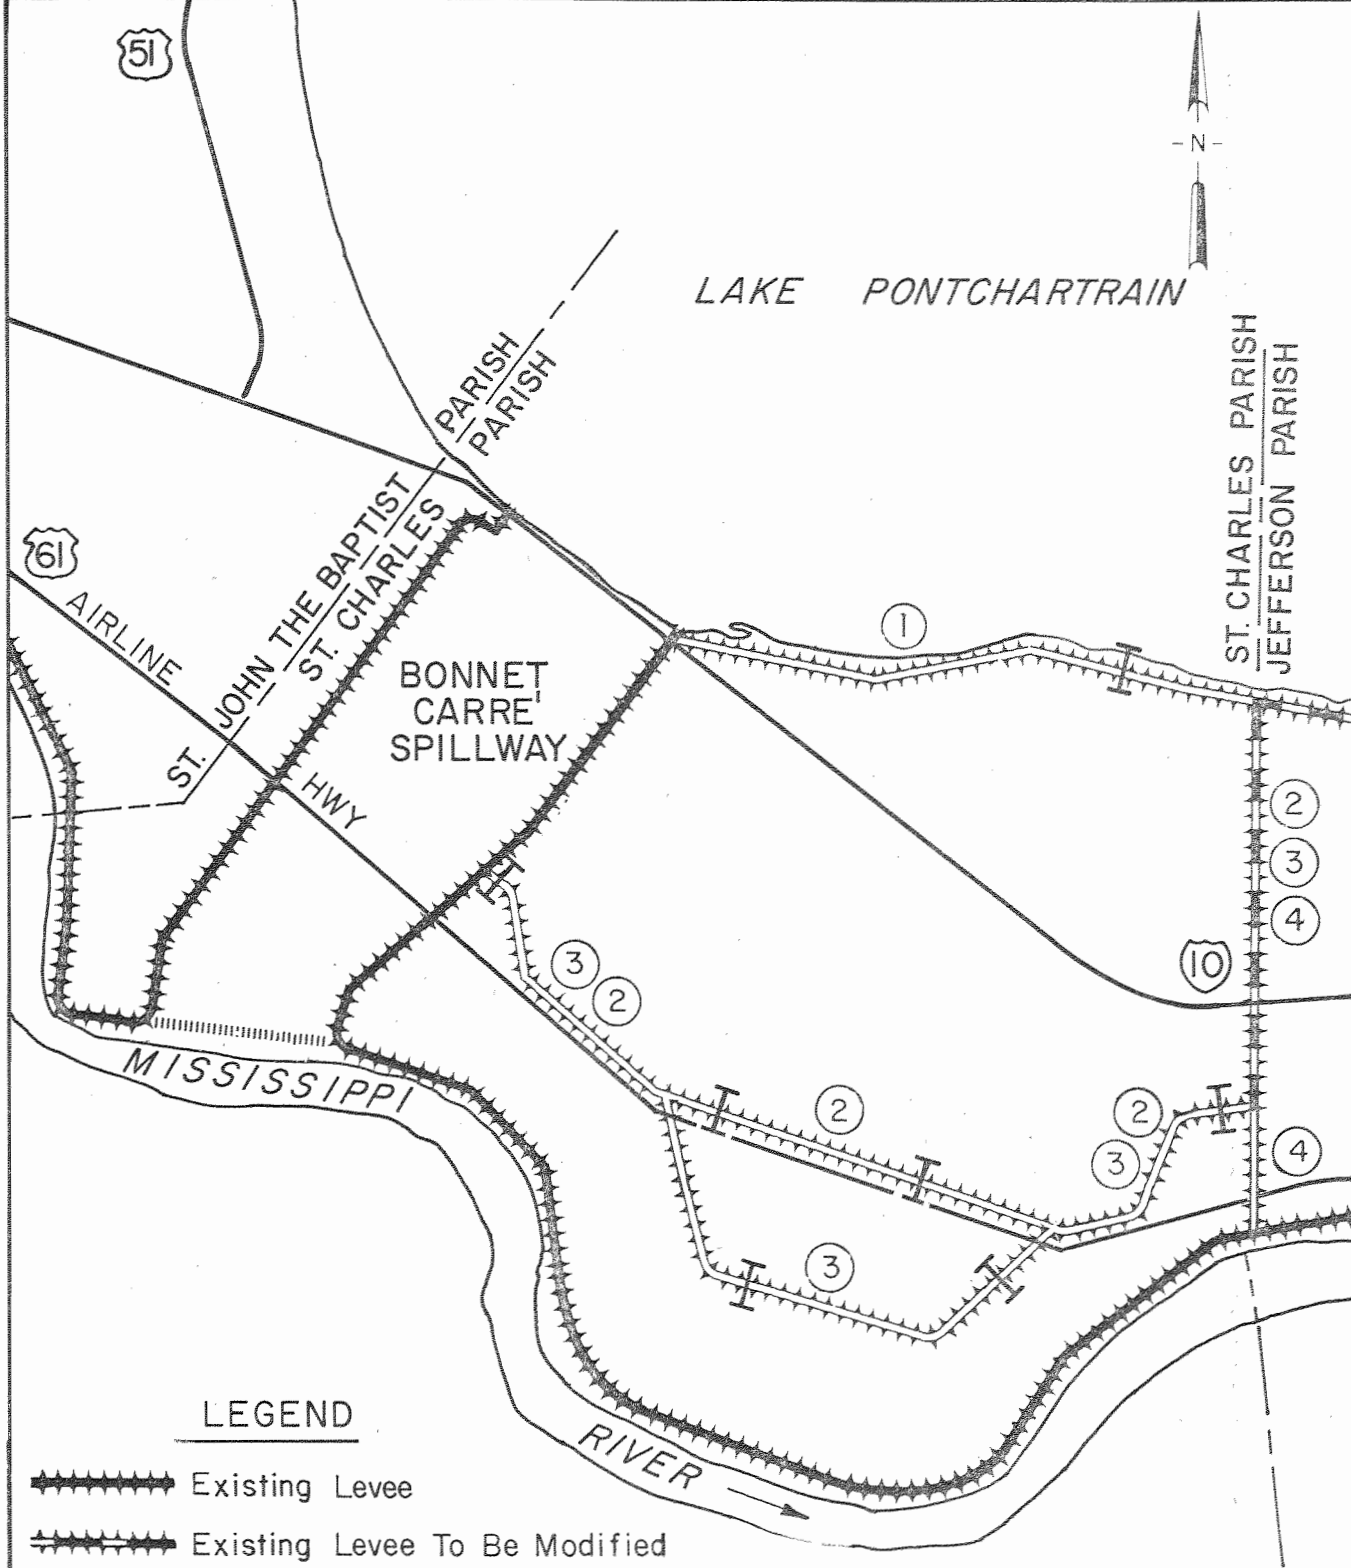 51
- N -
LAKE PONTCHARTRAIN
ST. JOHN THE BAPTIST PARISH
ST. CHARLES PARISH
ST. CHARLES PARISH
JEFFERSON PARISH
61
AIRLINE HWY
BONNET
CARRE'
SPILLWAY
1
2
3
4
10
3
2
2
2
3
4
3
MISSISSIPPI RIVER
LEGEND
Existing Levee
Existing Levee To Be Modified